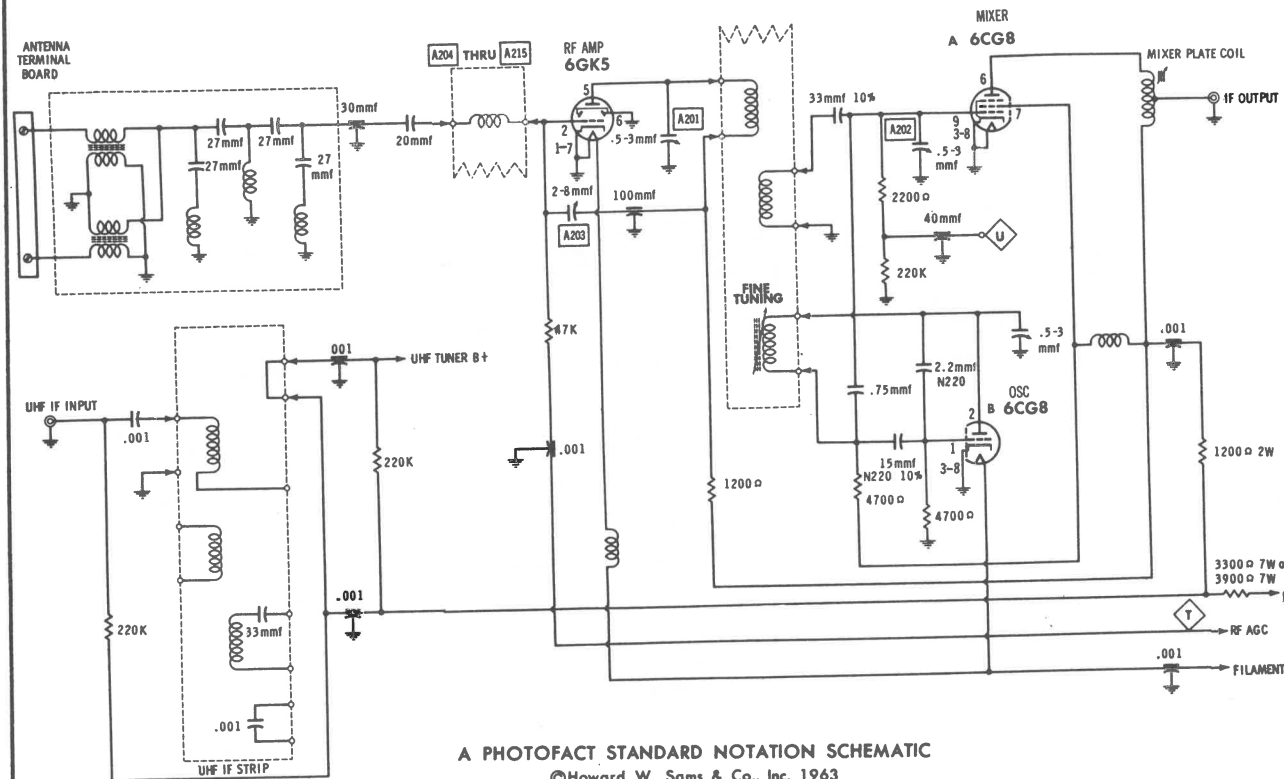 ANTENNA
TERMINAL
BOARD
30mmf
27mmf
27mmf
27mmf
27
mmf
20mmf
A204 THRU A215
RF AMP
6GK5
5
2
6
1-7
.5-3mmf
A201
2-8mmf
A203
100mmf
47K
.001
1200Ω
MIXER
A 6CG8
6
7
9
3-8
33mmf 10%
A202
.5-3
mmf
2200Ω
40mmf
U
220K
MIXER PLATE COIL
IF OUTPUT
FINE
TUNING
.5-3
mmf
.001
.75mmf
2.2mmf
N220
OSC
B 6CG8
2
1
3-8
15mmf
N220 10%
4700Ω
4700Ω
1200Ω 2W
3300Ω 7W
3900Ω 7W
T
RF AGC
.001
FILAMENT
UHF IF INPUT
.001
001
UHF TUNER B+
220K
220K
.001
33mmf
.001
UHF IF STRIP
A PHOTOFACT STANDARD NOTATION SCHEMATIC
©Howard W. Sams & Co., Inc. 1963